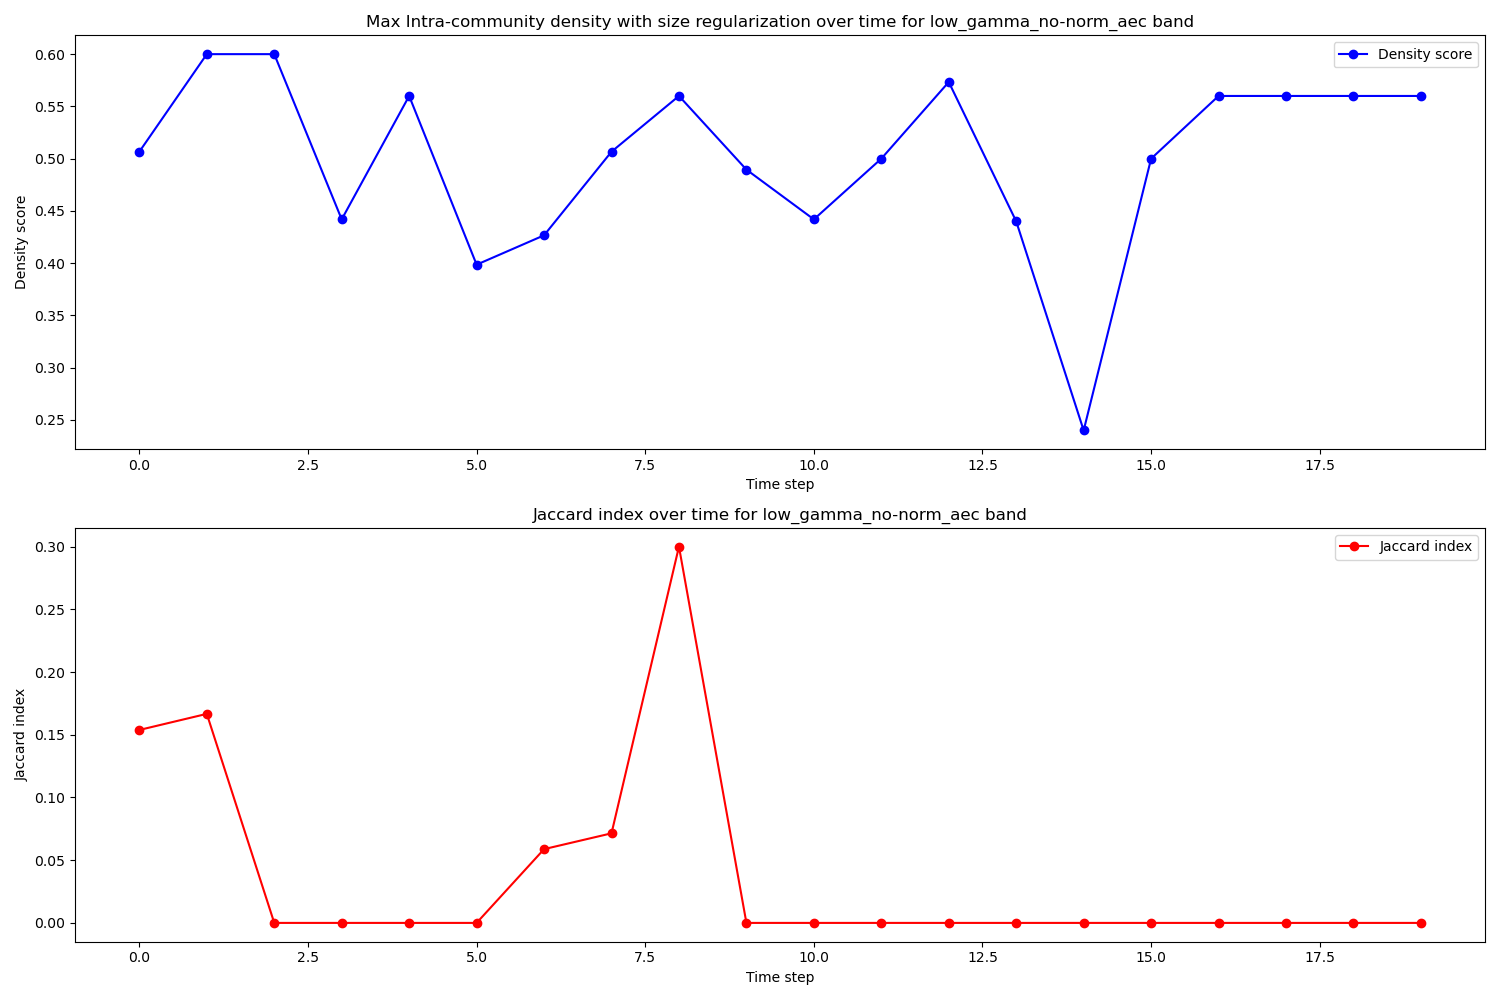 Max Intra-community density with size regularization over time for low_gamma_no-norm_aec band
Density score
0.60
0.55
0.50
0.45
0.40
0.35
0.30
0.25
Density score
0.0 2.5 5.0 7.5 10.0 12.5 15.0 17.5
Time step
Jaccard index over time for low_gamma_no-norm_aec band
Jaccard index
0.30
0.25
0.20
0.15
0.10
0.05
0.00
Jaccard index
0.0 2.5 5.0 7.5 10.0 12.5 15.0 17.5
Time step